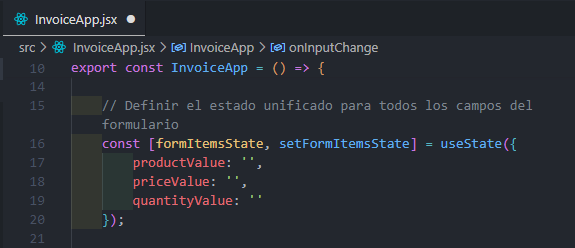 InvoiceApp.jsx
src > InvoiceApp.jsx > InvoiceApp > onInputChange
10 export const InvoiceApp = () => {
14
15 // Definir el estado unificado para todos los campos del
formulario
16 const [formItemsState, setFormItemsState] = useState({
17 productValue: '',
18 priceValue: '',
19 quantityValue: ''
20 });
21